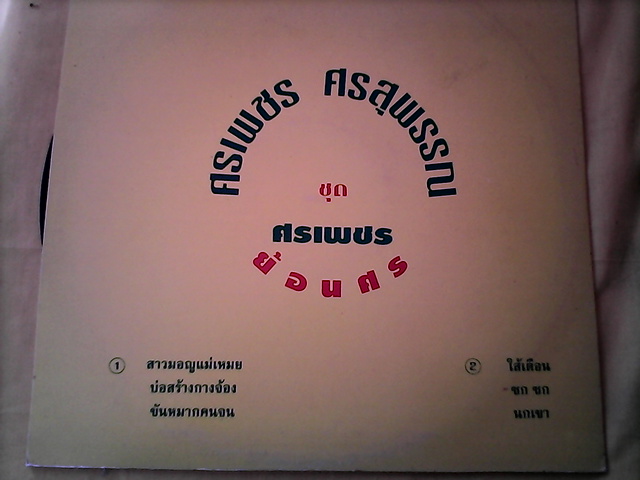 ศรเพชร ศรสุพรรณ
ชุด
ศรเพชร
ย้อนศร
1 สาวมอญแม่เหมย
บ่อสร้างกางจ้อง
ขันหมากคนจน
2 ใส้เดือน
ชก ชก
นกเขา